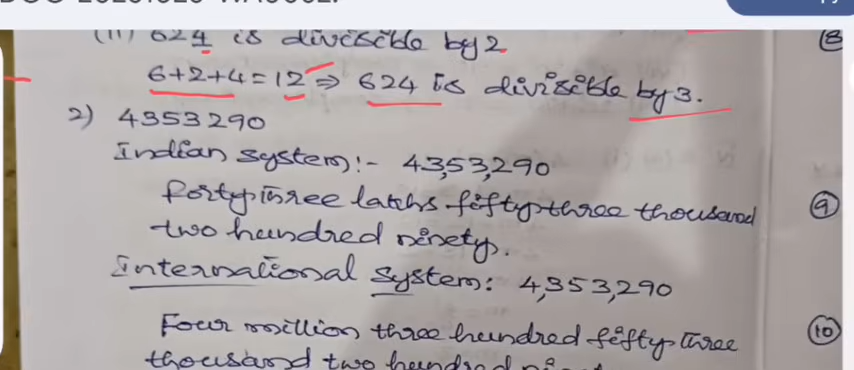 (ii) 624 is divisible by 2
6+2+4=12 ⇒ 624 is divisible by 3.
2) 4353290
Indian system:- 43,53,290
forty three lakhs fifty three thousand
two hundred ninety.
International system: 4,353,290
Four million three hundred fifty three
thousand two hundred
8
9
10